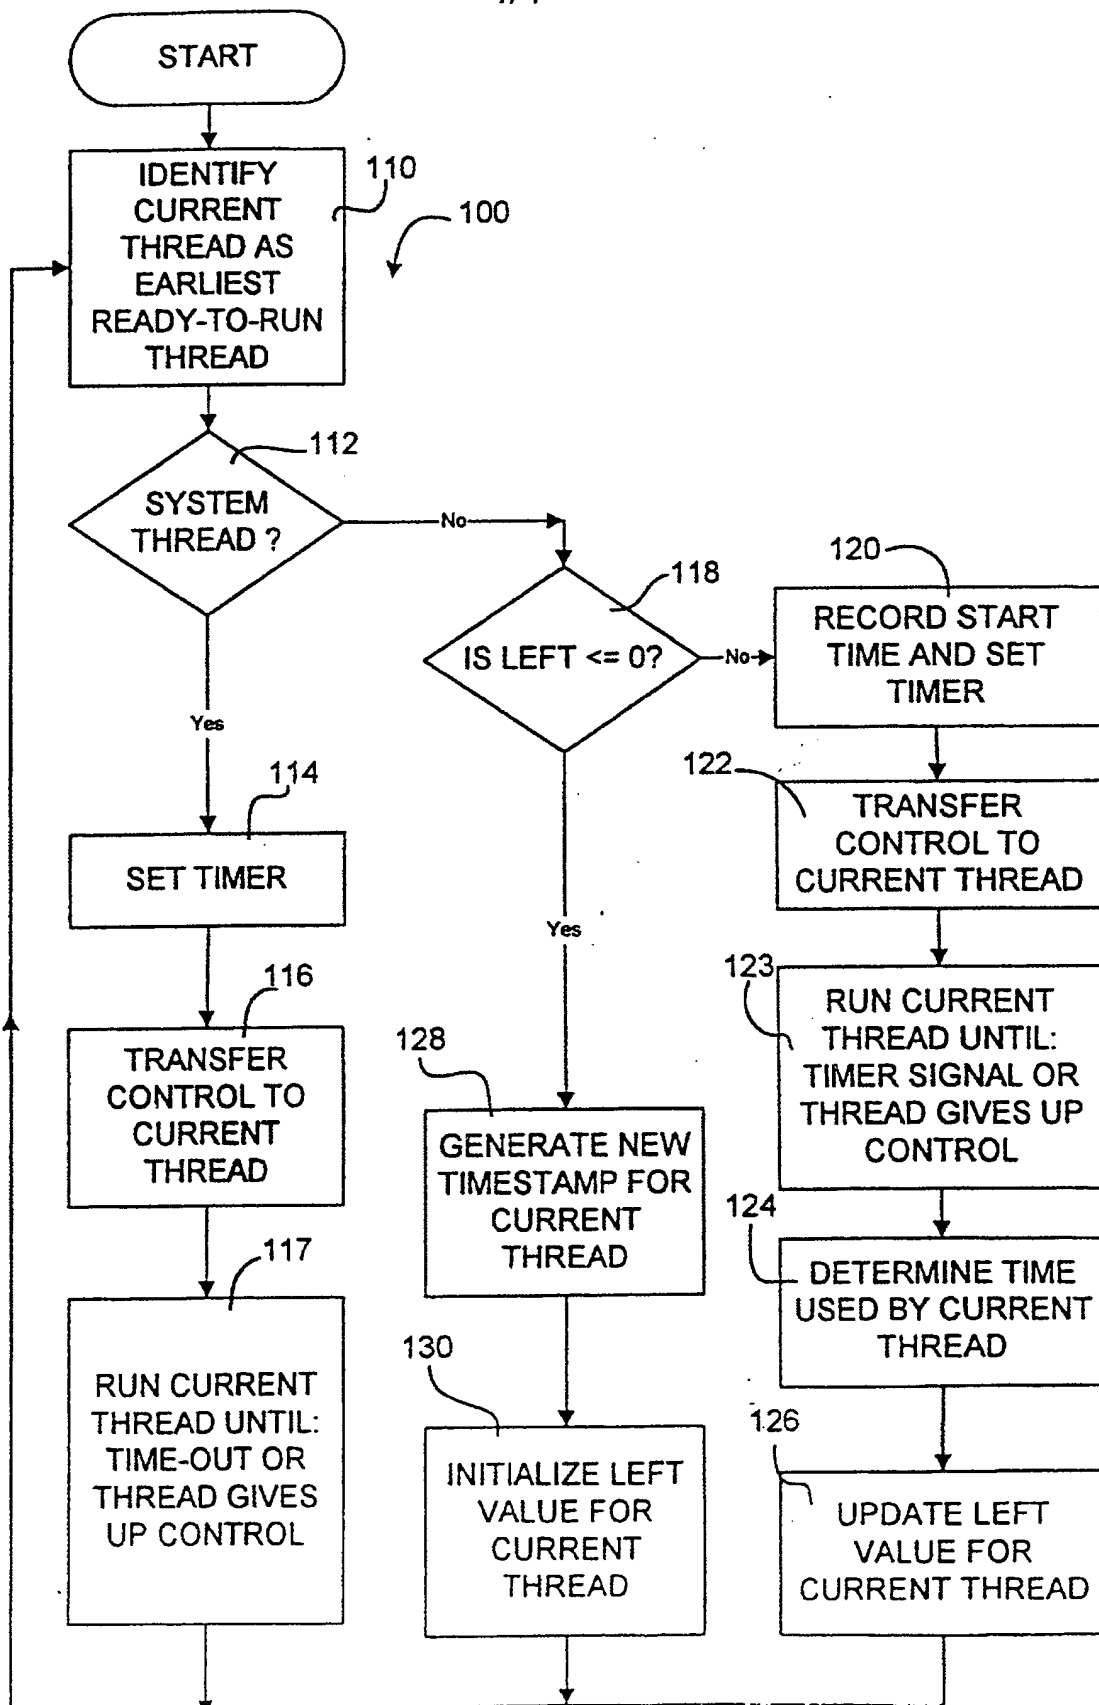 START
IDENTIFY
CURRENT
THREAD AS
EARLIEST
READY-TO-RUN
THREAD
110
100
112
SYSTEM
THREAD ?
No
Yes
118
IS LEFT <= 0?
No
Yes
120
RECORD START
TIME AND SET
TIMER
122
TRANSFER
CONTROL TO
CURRENT THREAD
114
SET TIMER
116
TRANSFER
CONTROL TO
CURRENT
THREAD
123
RUN CURRENT
THREAD UNTIL:
TIMER SIGNAL OR
THREAD GIVES UP
CONTROL
128
GENERATE NEW
TIMESTAMP FOR
CURRENT
THREAD
124
DETERMINE TIME
USED BY CURRENT
THREAD
117
RUN CURRENT
THREAD UNTIL:
TIME-OUT OR
THREAD GIVES
UP CONTROL
130
INITIALIZE LEFT
VALUE FOR
CURRENT
THREAD
126
UPDATE LEFT
VALUE FOR
CURRENT THREAD